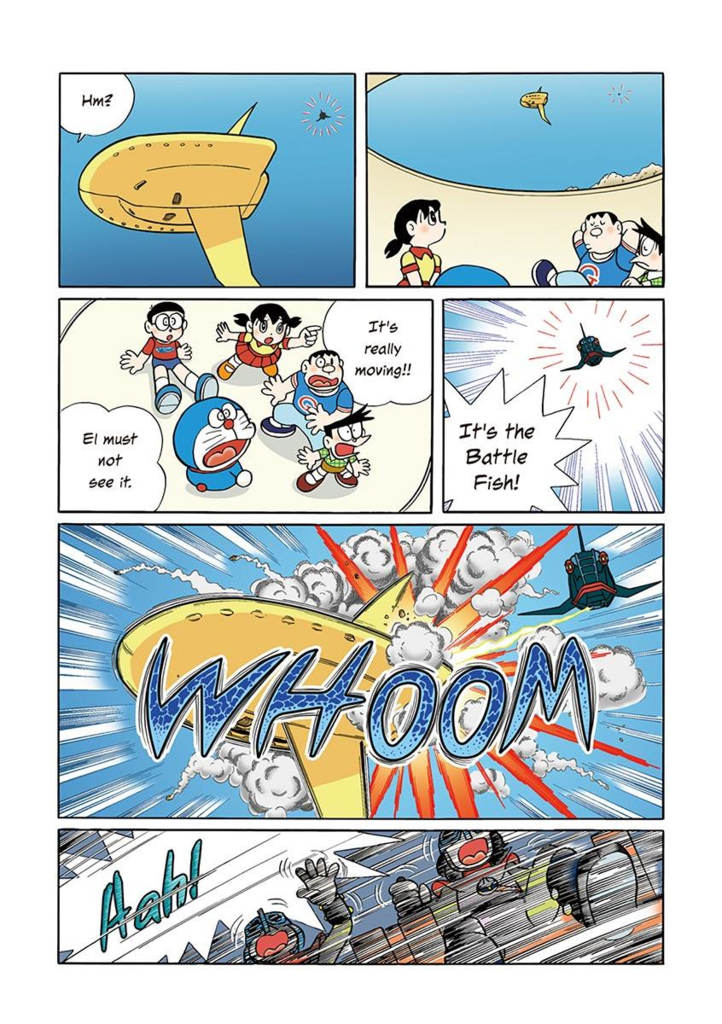 Hm?
It's
really
moving!!
El must
not
see it.
It's the
Battle
Fish!
WHOOM
Aah!